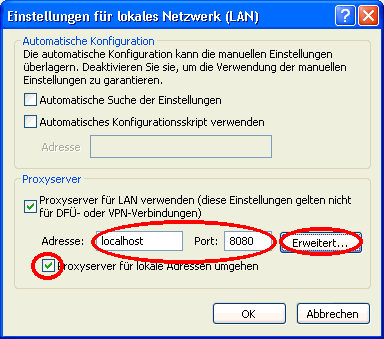 Einstellungen für lokales Netzwerk (LAN)
Automatische Konfiguration
Die automatische Konfiguration kann die manuellen Einstellungen
überlagern. Deaktivieren Sie sie, um die Verwendung der manuellen
Einstellungen zu garantieren.
Automatische Suche der Einstellungen
Automatisches Konfigurationsskript verwenden
Adresse
Proxyserver
Proxyserver für LAN verwenden (diese Einstellungen gelten nicht
für DFÜ- oder VPN-Verbindungen)
Adresse: localhost Port: 8080 Erweitert...
Proxyserver für lokale Adressen umgehen
OK Abbrechen